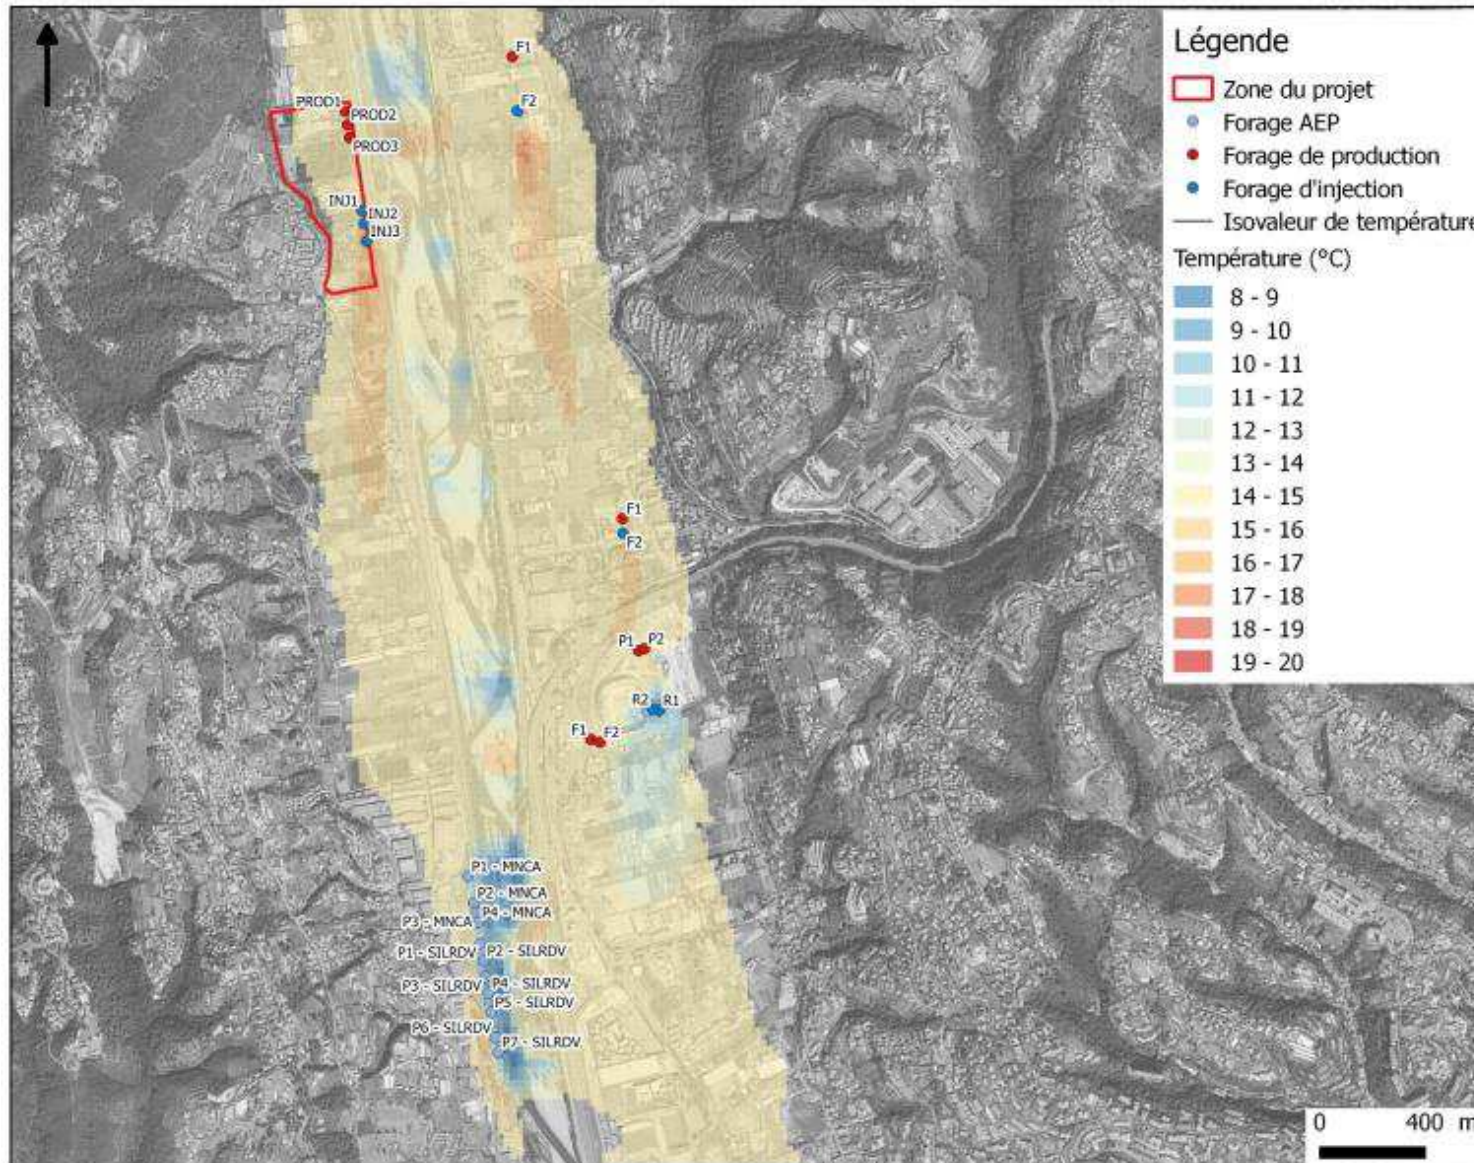 Légende
Zone du projet
Forage AEP
Forage de production
Forage d'injection
Isovaleur de température
Température (°C)
8 - 9
9 - 10
10 - 11
11 - 12
12 - 13
13 - 14
14 - 15
15 - 16
16 - 17
17 - 18
18 - 19
19 - 20
F1
F2
PROD1
PROD2
PROD3
INJ1
INJ2
INJ3
F1
F2
P1
P2
R2
R1
F1
F2
P1 - MNCA
P2 - MNCA
P4 - MNCA
P3 - MNCA
P1 - SILRDV
P2 - SILRDV
P3 - SILRDV
P4 - SILRDV
P5 - SILRDV
P6 - SILRDV
P7 - SILRDV
0 400 m